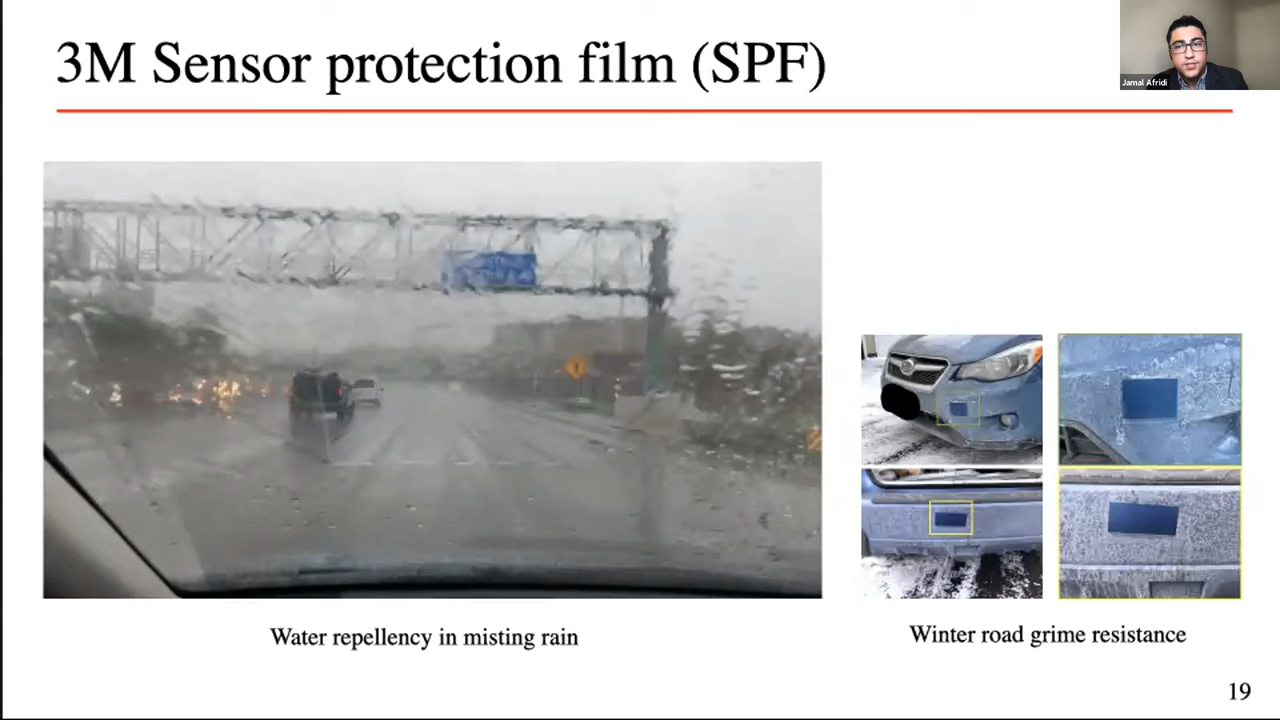 3M Sensor protection film (SPF)
Jamal Afridi
Water repellency in misting rain
Winter road grime resistance
19